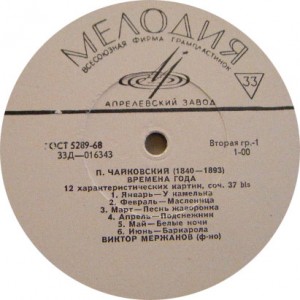 МЕЛОДИЯ
ВСЕСОЮЗНАЯ ФИРМА ГРАМПЛАСТИНОК
33
АПРЕЛЕВСКИЙ ЗАВОД
ГОСТ 5289-68
Вторая гр.-1
33Д—016343
1-00
П. ЧАЙКОВСКИЙ (1840—1893)
ВРЕМЕНА ГОДА
12 характеристических картин, соч. 37 bis
1. Январь—У камелька
2. Февраль—Масленица
3. Март—Песнь жаворонка
4. Апрель—Подснежник
5. Май—Белые ночи
6. Июнь—Баркарола
ВИКТОР МЕРЖАНОВ (ф-но)